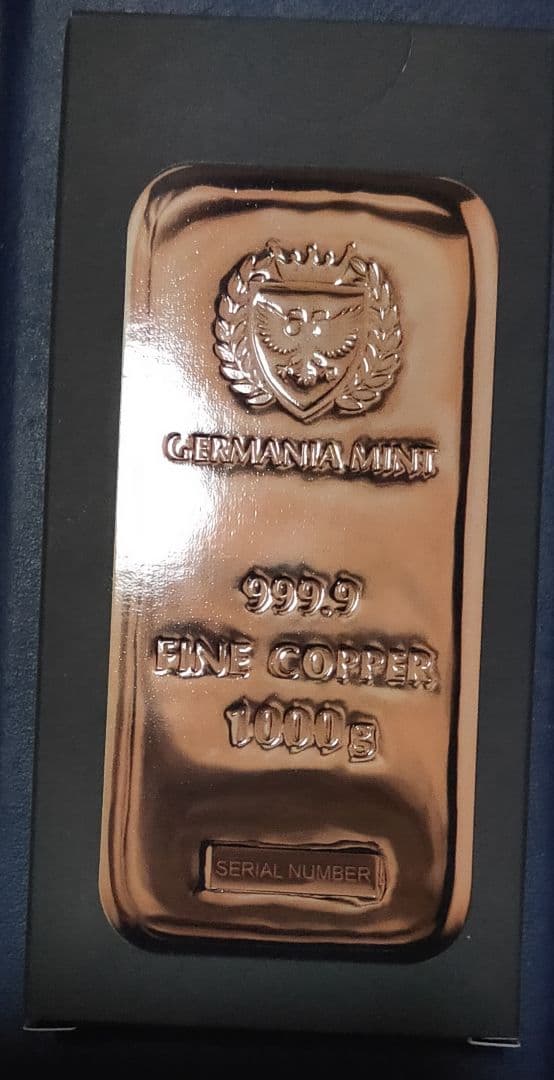 GERMANIA MINT
999.9
FINE COPPER
1000g
SERIAL NUMBER